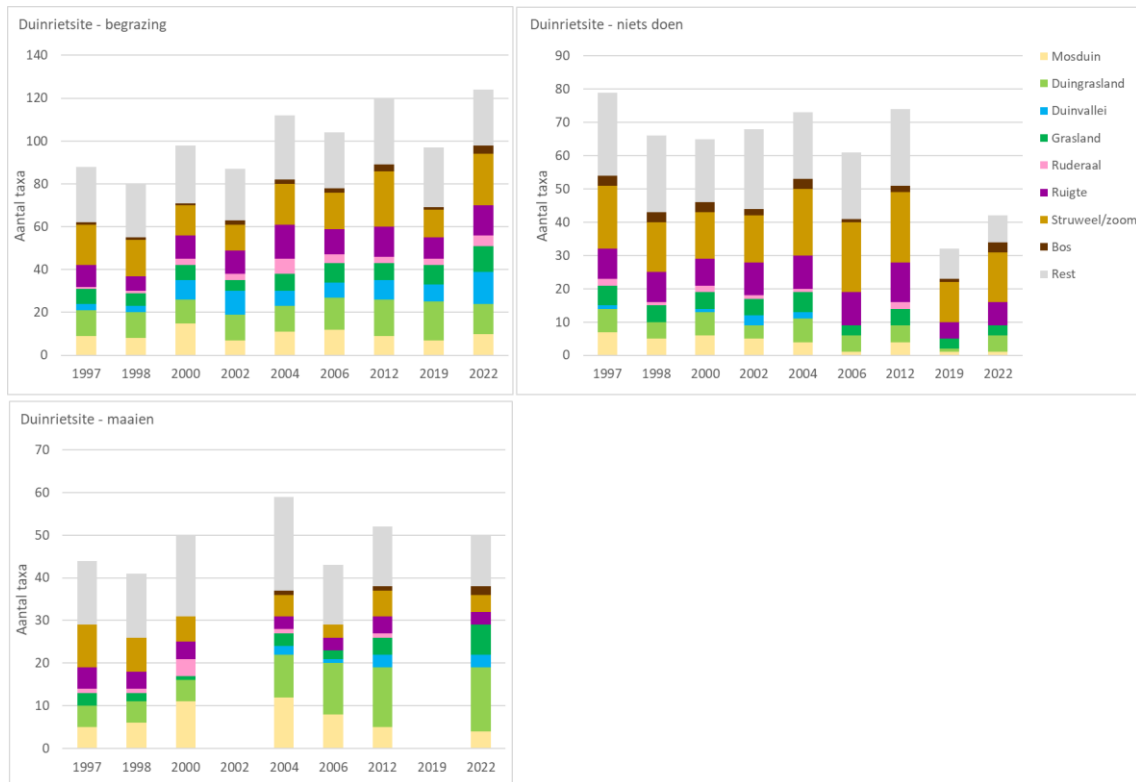 Duinrietsite - begrazing
Aantal taxa
140
120
100
80
60
40
20
0
1997 1998 2000 2002 2004 2006 2012 2019 2022
Duinrietsite - niets doen
Aantal taxa
90
80
70
60
50
40
30
20
10
0
1997 1998 2000 2002 2004 2006 2012 2019 2022
Mosduin
Duingrasland
Duinvallei
Grasland
Ruderaal
Ruigte
Struweel/zoom
Bos
Rest
Duinrietsite - maaien
Aantal taxa
70
60
50
40
30
20
10
0
1997 1998 2000 2002 2004 2006 2012 2019 2022